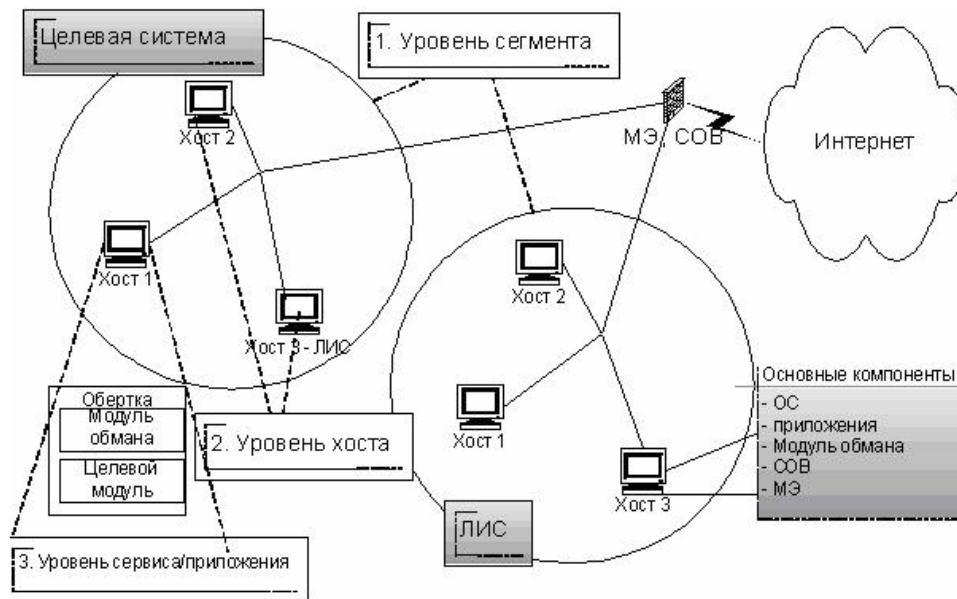 Целевая система
1. Уровень сегмента
Хост 2
МЭ, СОВ
Интернет
Хост 1
Хост 2
Хост 3 - ЛИС
Основные компоненты
- ОС
- приложения
- Модуль обмана
- СОВ
- МЭ
Обертка
Модуль
обмана
Целевой
модуль
2. Уровень хоста
Хост 1
Хост 3
ЛИС
3. Уровень сервиса/приложения